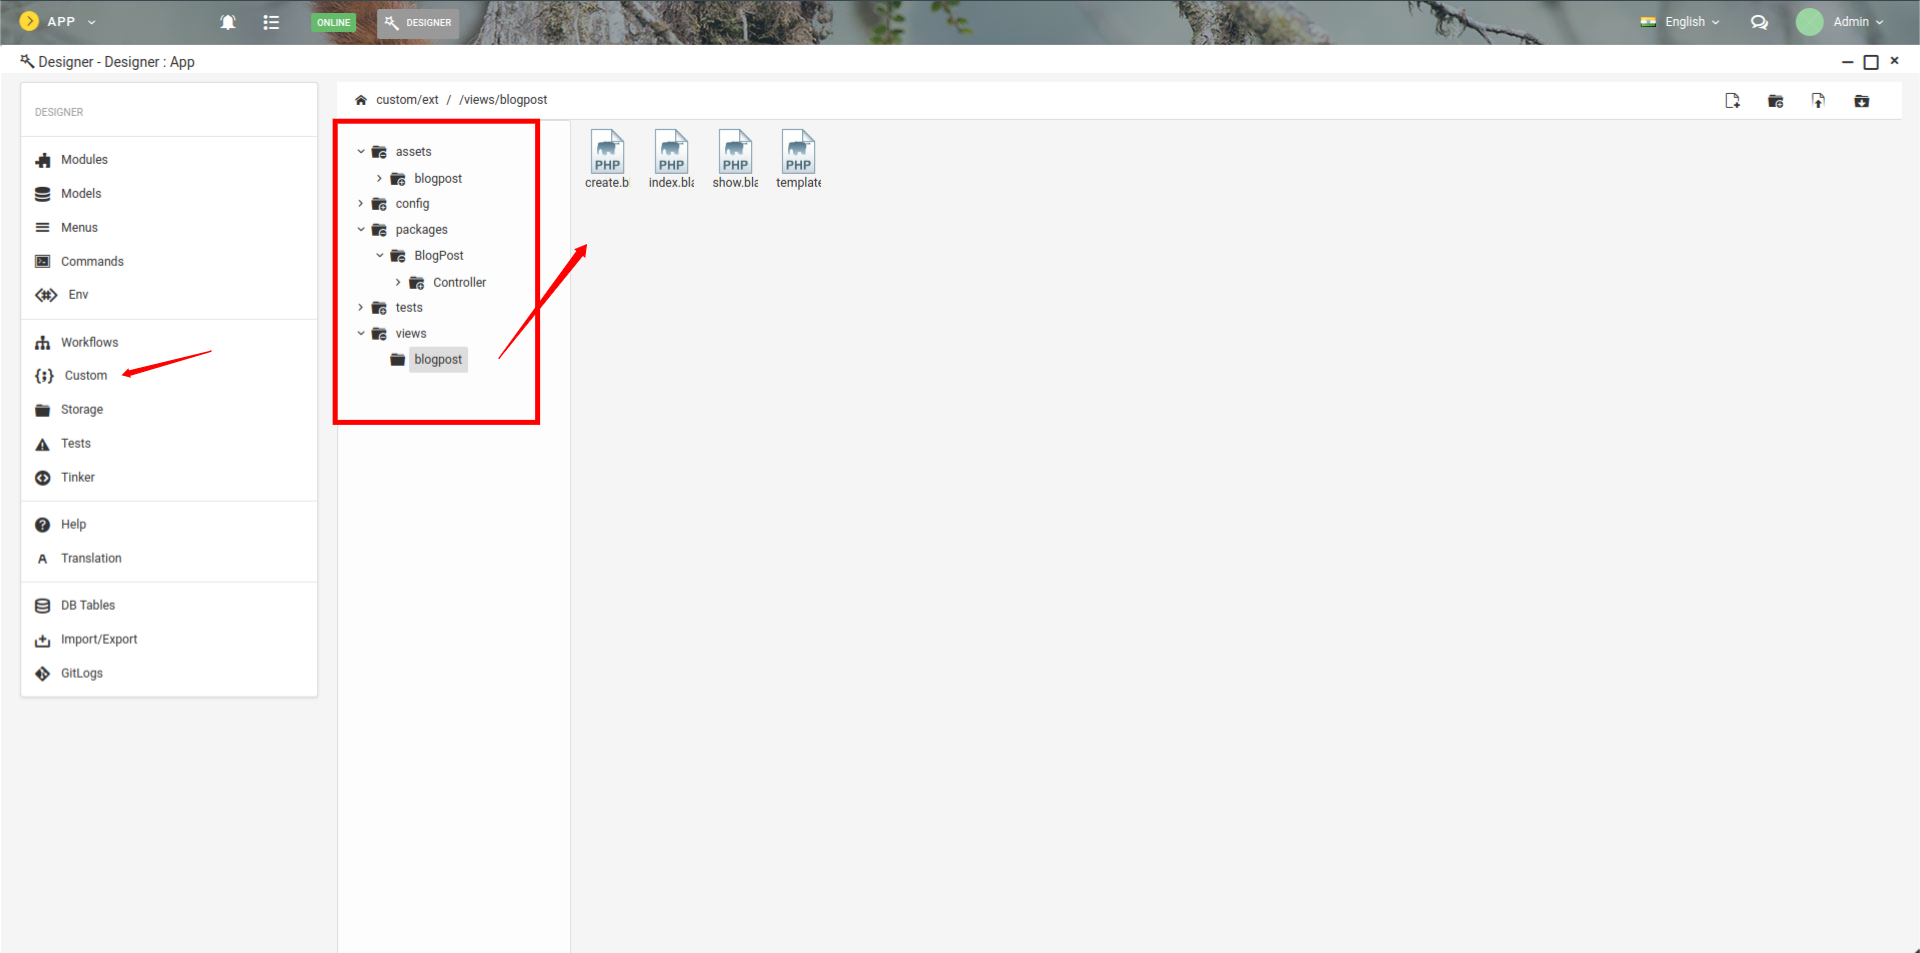 APP
ONLINE
DESIGNER
English
Admin
Designer - Designer : App
DESIGNER
Modules
Models
Menus
Commands
Env
Workflows
Custom
Storage
Tests
Tinker
Help
Translation
DB Tables
Import/Export
GitLogs
custom/ext / /views/blogpost
assets
blogpost
config
packages
BlogPost
Controller
tests
views
blogpost
PHP PHP PHP PHP
create.b index.bla show.bla template